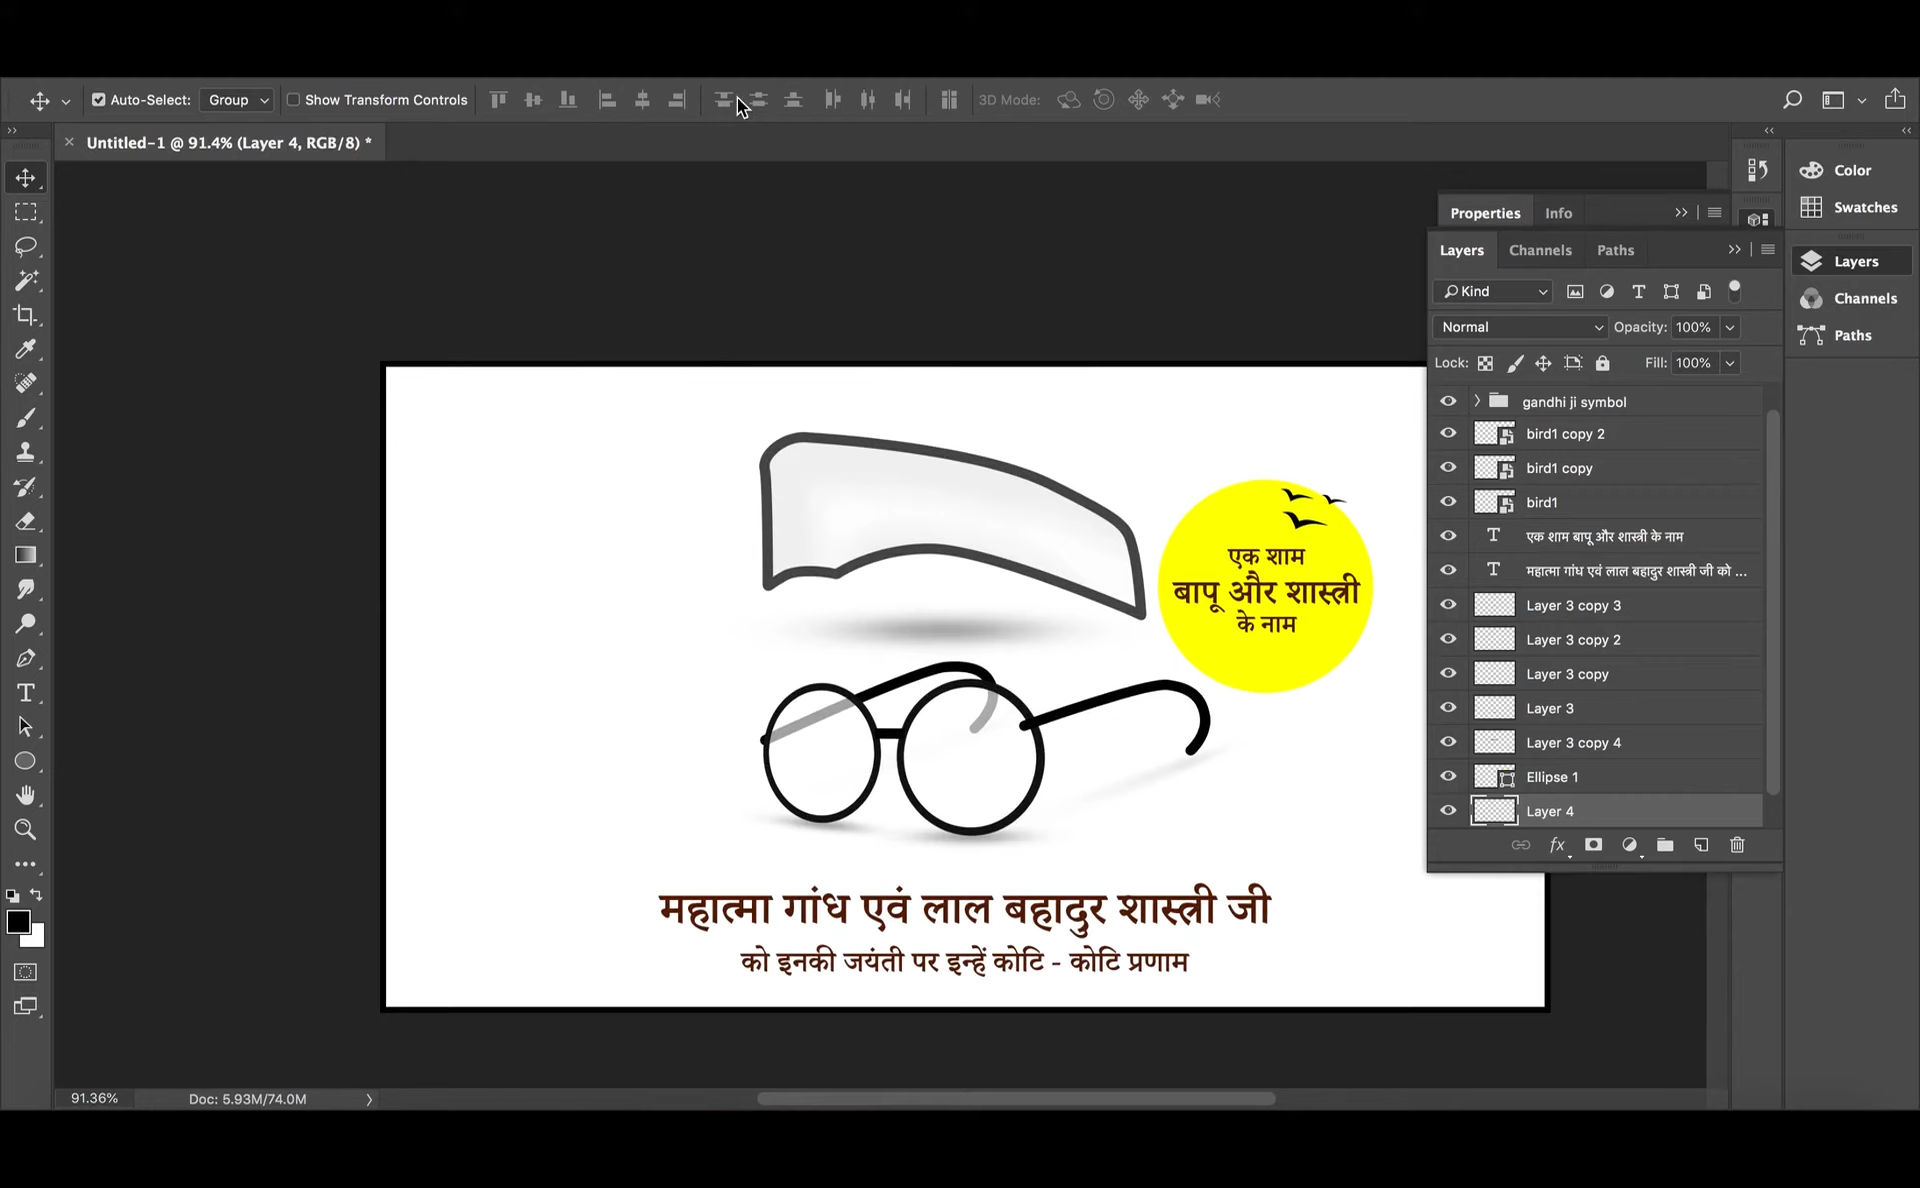 Auto-Select: Group Show Transform Controls 3D Mode:
Untitled-1 @ 91.4% (Layer 4, RGB/8) *
Color
Swatches
Layers
Channels
Paths
Properties Info
Layers Channels Paths
Kind
Normal Opacity: 100%
Lock: Fill: 100%
gandhi ji symbol
bird1 copy 2
bird1 copy
bird1
एक शाम बापू और शास्त्री के नाम
महात्मा गांध एवं लाल बहादुर शास्त्री जी को ...
Layer 3 copy 3
Layer 3 copy 2
Layer 3 copy
Layer 3
Layer 3 copy 4
Ellipse 1
Layer 4
एक शाम
बापू और शास्त्री
के नाम
महात्मा गांध एवं लाल बहादुर शास्त्री जी
को इनकी जयंती पर इन्हें कोटि - कोटि प्रणाम
91.36% Doc: 5.93M/74.0M